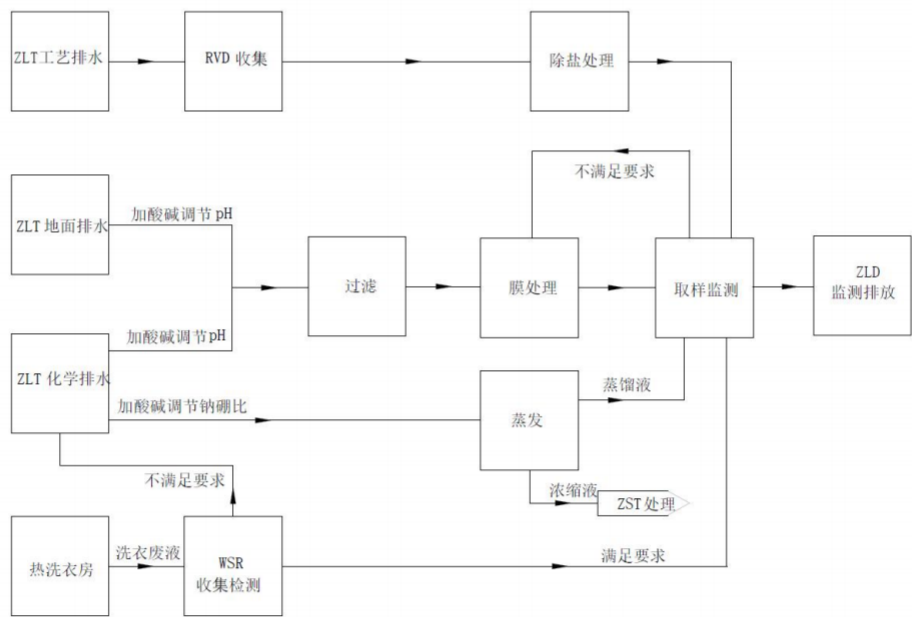 ZLT工艺排水
RVD 收集
除盐处理
不满足要求
ZLT 地面排水
加酸碱调节pH
过滤
膜处理
取样监测
ZLD
监测排放
加酸碱调节pH
ZLT 化学排水
加酸碱调节钠硼比
蒸发
蒸馏液
不满足要求
浓缩液
ZST 处理
热洗衣房
洗衣废液
WSR
收集检测
满足要求